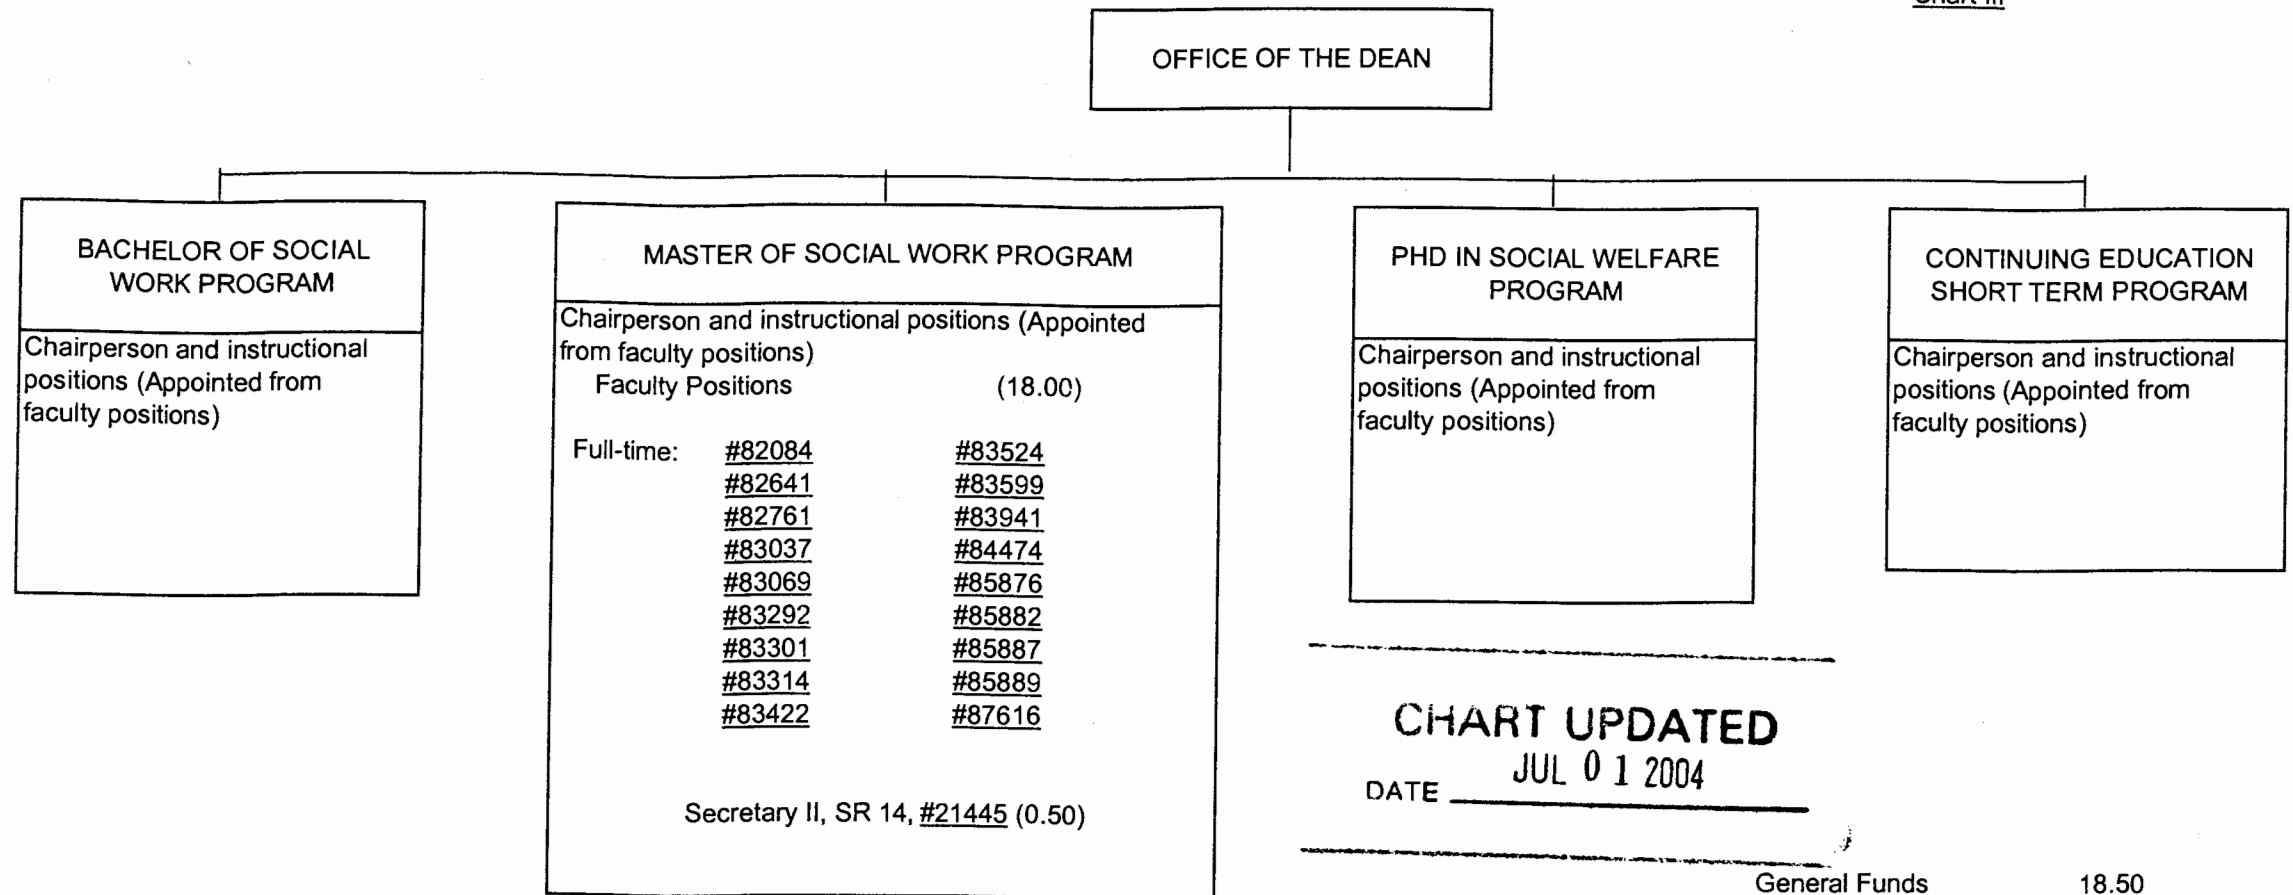 Chart III
OFFICE OF THE DEAN
BACHELOR OF SOCIAL
WORK PROGRAM
Chairperson and instructional
positions (Appointed from
faculty positions)
MASTER OF SOCIAL WORK PROGRAM
Chairperson and instructional positions (Appointed
from faculty positions)
Faculty Positions (18.00)
Full-time: #82084 #83524
#82641 #83599
#82761 #83941
#83037 #84474
#83069 #85876
#83292 #85882
#83301 #85887
#83314 #85889
#83422 #87616
Secretary II, SR 14, #21445 (0.50)
PHD IN SOCIAL WELFARE
PROGRAM
Chairperson and instructional
positions (Appointed from
faculty positions)
CONTINUING EDUCATION
SHORT TERM PROGRAM
Chairperson and instructional
positions (Appointed from
faculty positions)
CHART UPDATED
JUL 01 2004
DATE
General Funds 18.50